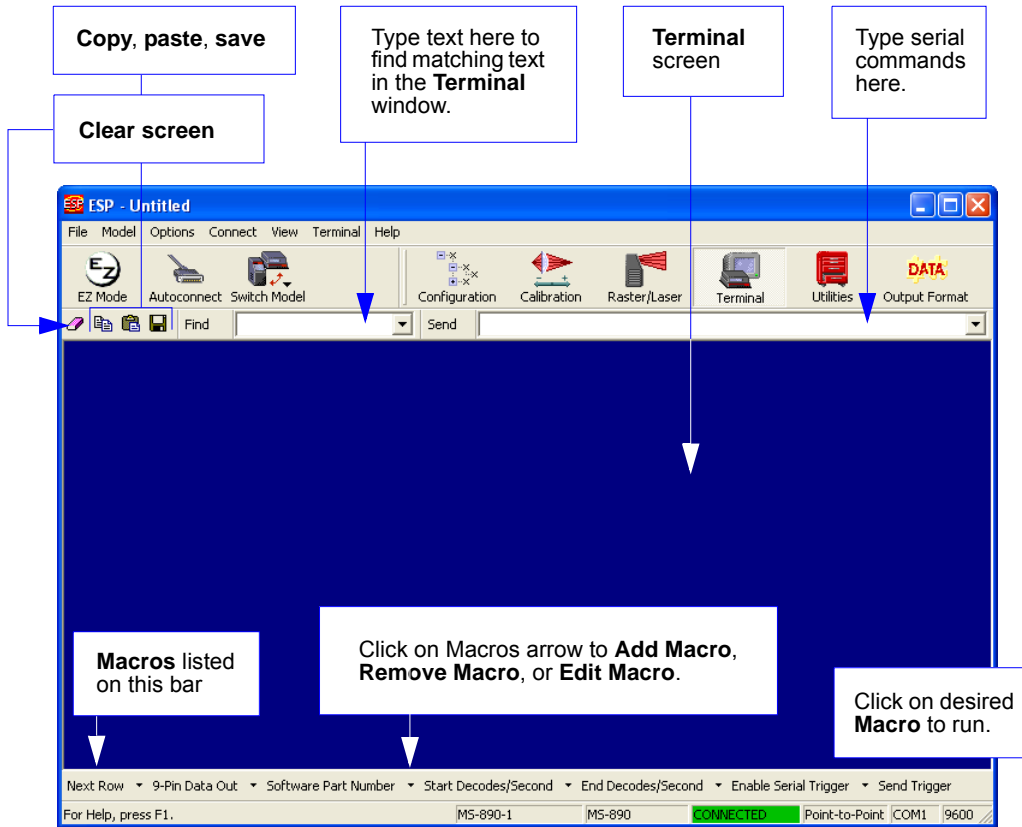 Copy, paste, save
Clear screen
Type text here to
find matching text
in the Terminal
window.
Terminal
screen
Type serial
commands
here.
ESP - Untitled
File Model Options Connect View Terminal Help
EZ
EZ Mode Autoconnect Switch Model Configuration Calibration Raster/Laser Terminal Utilities DATA Output Format
Find Send
Macros listed
on this bar
Click on Macros arrow to Add Macro,
Remove Macro, or Edit Macro.
Click on desired
Macro to run.
Next Row 9-Pin Data Out Software Part Number Start Decodes/Second End Decodes/Second Enable Serial Trigger Send Trigger
For Help, press F1. MS-890-1 MS-890 CONNECTED Point-to-Point COM1 9600